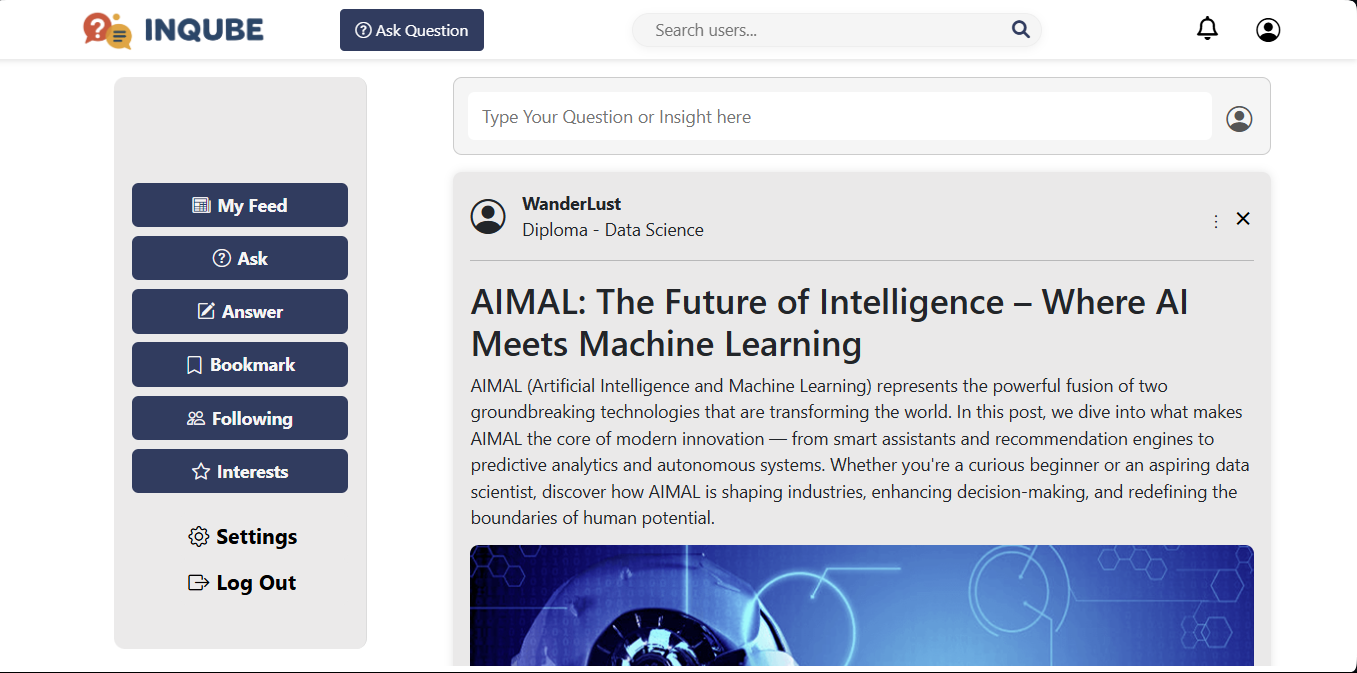 INQUBE
Ask Question
Search users...
My Feed
Ask
Answer
Bookmark
Following
Interests
Settings
Log Out
Type Your Question or Insight here
WanderLust
Diploma - Data Science
AIMAL: The Future of Intelligence – Where AI
Meets Machine Learning
AIMAL (Artificial Intelligence and Machine Learning) represents the powerful fusion of two
groundbreaking technologies that are transforming the world. In this post, we dive into what makes
AIMAL the core of modern innovation — from smart assistants and recommendation engines to
predictive analytics and autonomous systems. Whether you're a curious beginner or an aspiring data
scientist, discover how AIMAL is shaping industries, enhancing decision-making, and redefining the
boundaries of human potential.